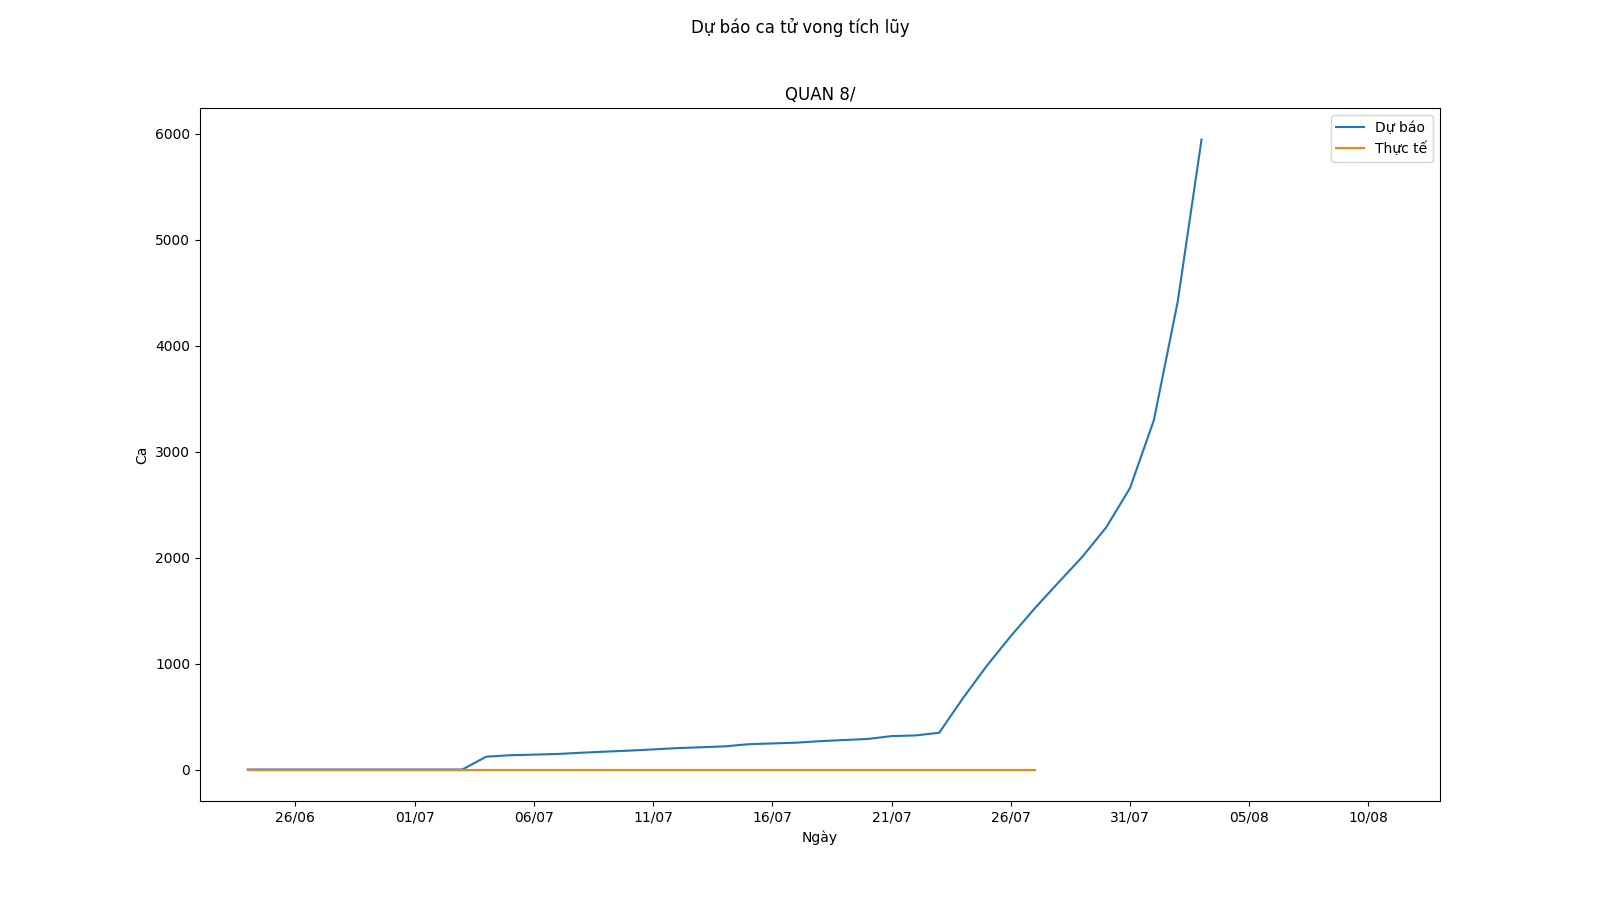 Dự báo ca tử vong tích lũy
QUAN 8/
Dự báo
Thực tế
6000
5000
4000
3000
2000
1000
0
Ca
26/06 01/07 06/07 11/07 16/07 21/07 26/07 31/07 05/08 10/08
Ngày